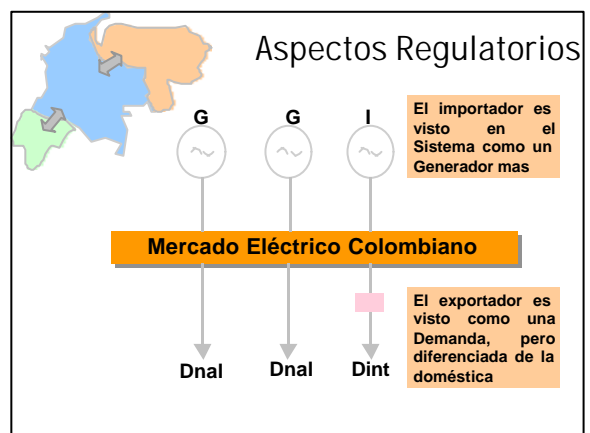 Aspectos Regulatorios
G G I
El importador es
visto en el
Sistema como un
Generador mas
Mercado Eléctrico Colombiano
El exportador es
visto como una
Demanda, pero
diferenciada de la
doméstica
Dnal Dnal Dint